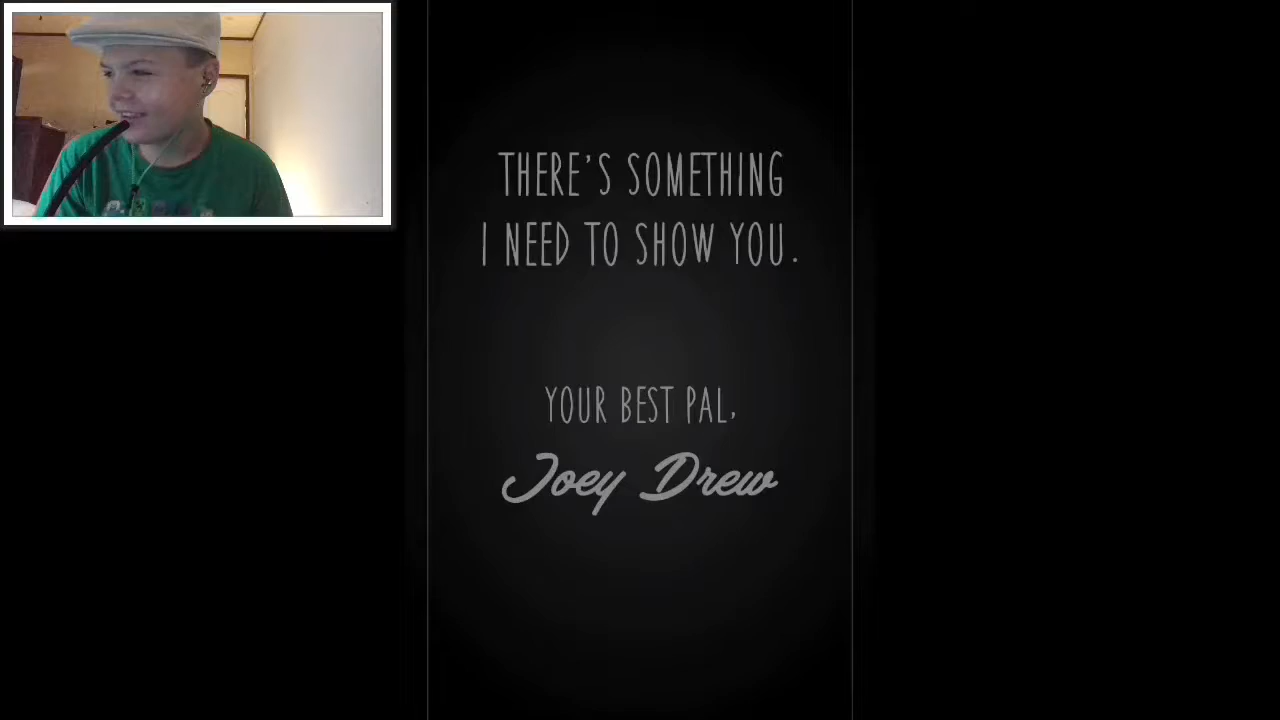 THERE'S SOMETHING
I NEED TO SHOW YOU.
YOUR BEST PAL,
Joey Drew